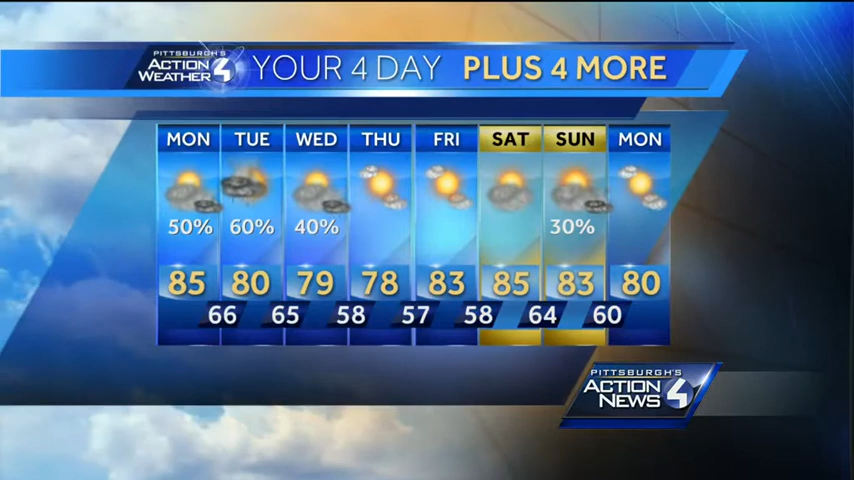 PITTSBURGH'S
ACTION
WEATHER 4
YOUR 4 DAY PLUS 4 MORE
MON TUE WED THU FRI SAT SUN MON
50% 60% 40% 30%
85 80 79 78 83 85 83 80
66 65 58 57 58 64 60
PITTSBURGH'S
ACTION
NEWS 4